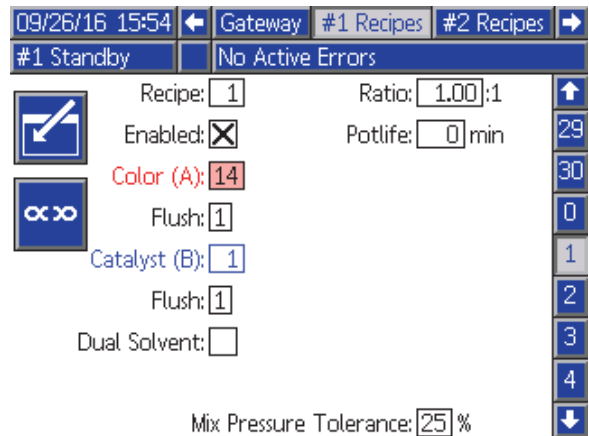 09/26/16 15:54 Gateway #1 Recipes #2 Recipes
#1 Standby No Active Errors
Recipe: 1 Ratio: 1.00 :1
Enabled: Potlife: 0 min 29
Color (A): 14 30
Flush: 1 0
Catalyst (B): 1 1
Flush: 1 2
Dual Solvent: 3
4
Mix Pressure Tolerance: 25 %